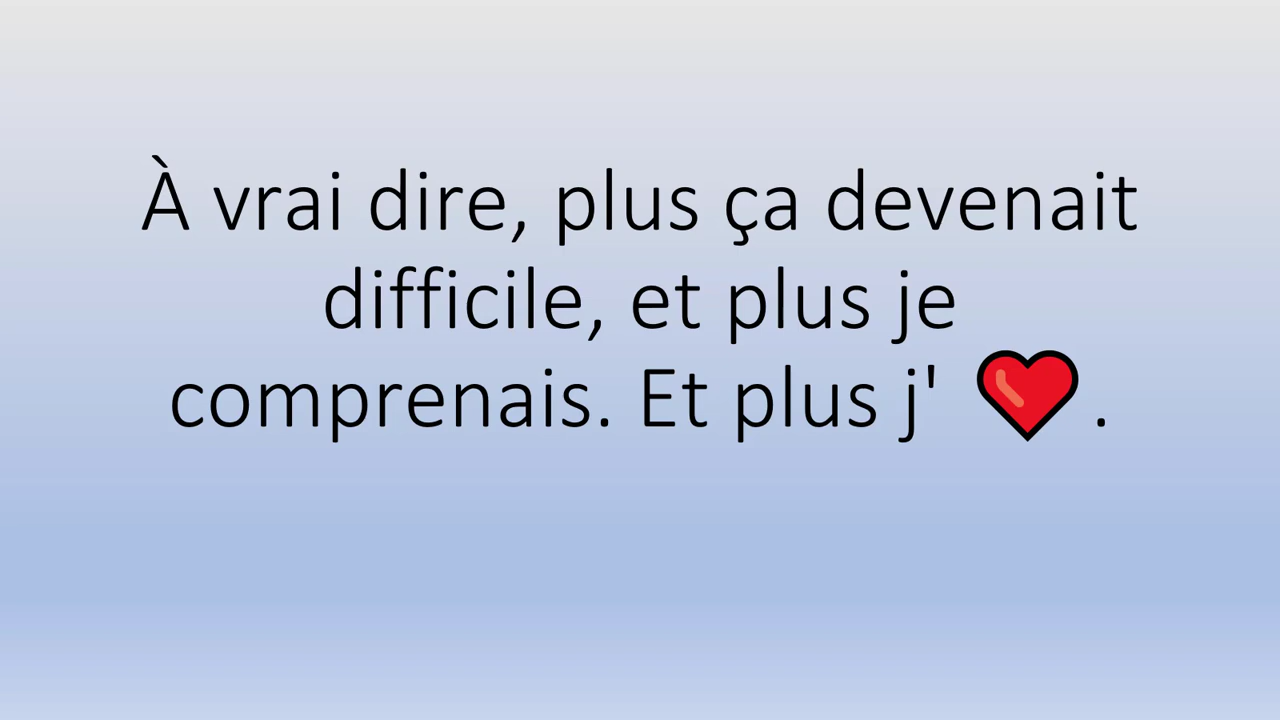 À vrai dire, plus ça devenait
difficile, et plus je
comprenais. Et plus j' ❤️.